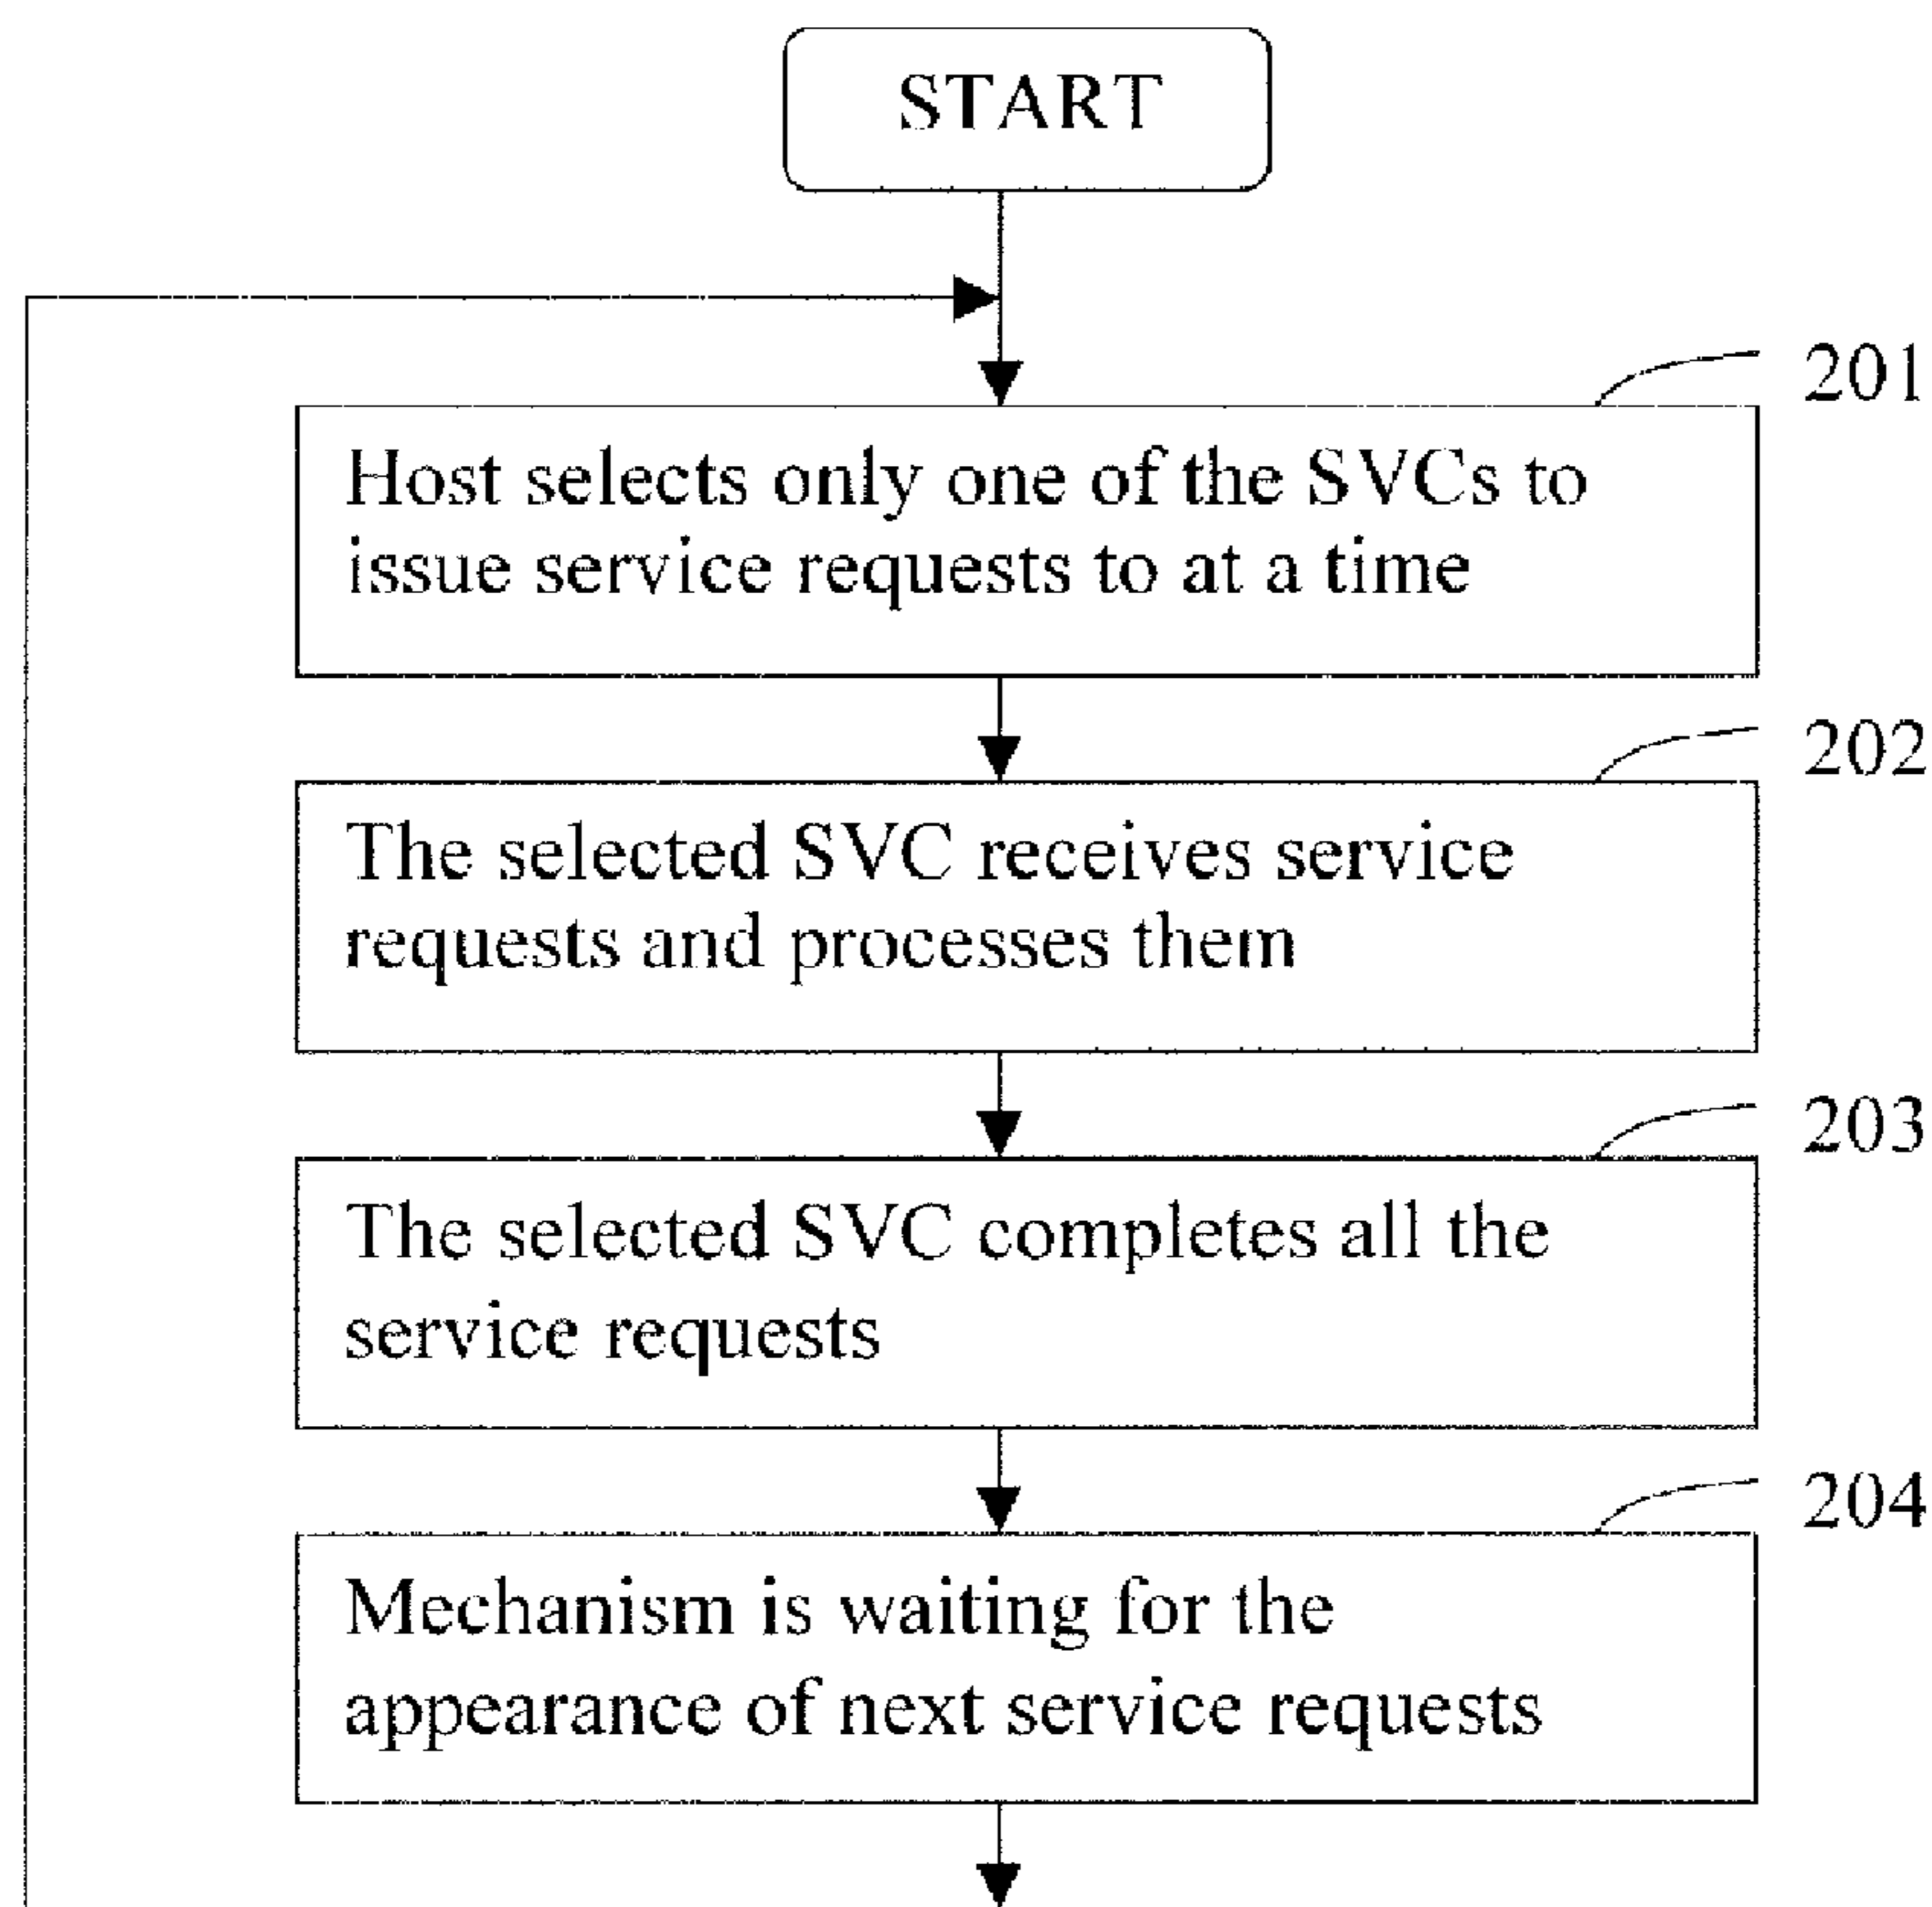 START
201
Host selects only one of the SVCs to
issue service requests to at a time
202
The selected SVC receives service
requests and processes them
203
The selected SVC completes all the
service requests
204
Mechanism is waiting for the
appearance of next service requests